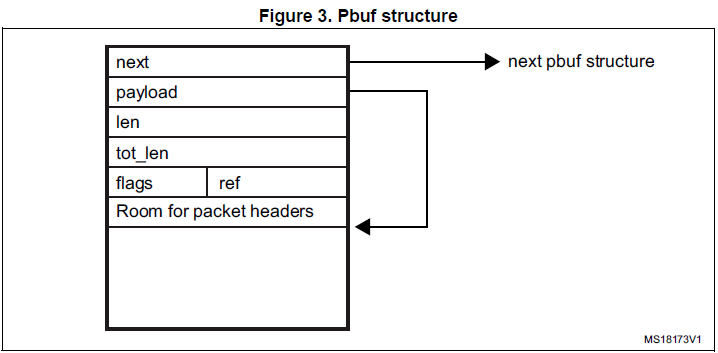 Figure 3. Pbuf structure
next
next pbuf structure
payload
len
tot_len
flags ref
Room for packet headers
MS18173V1